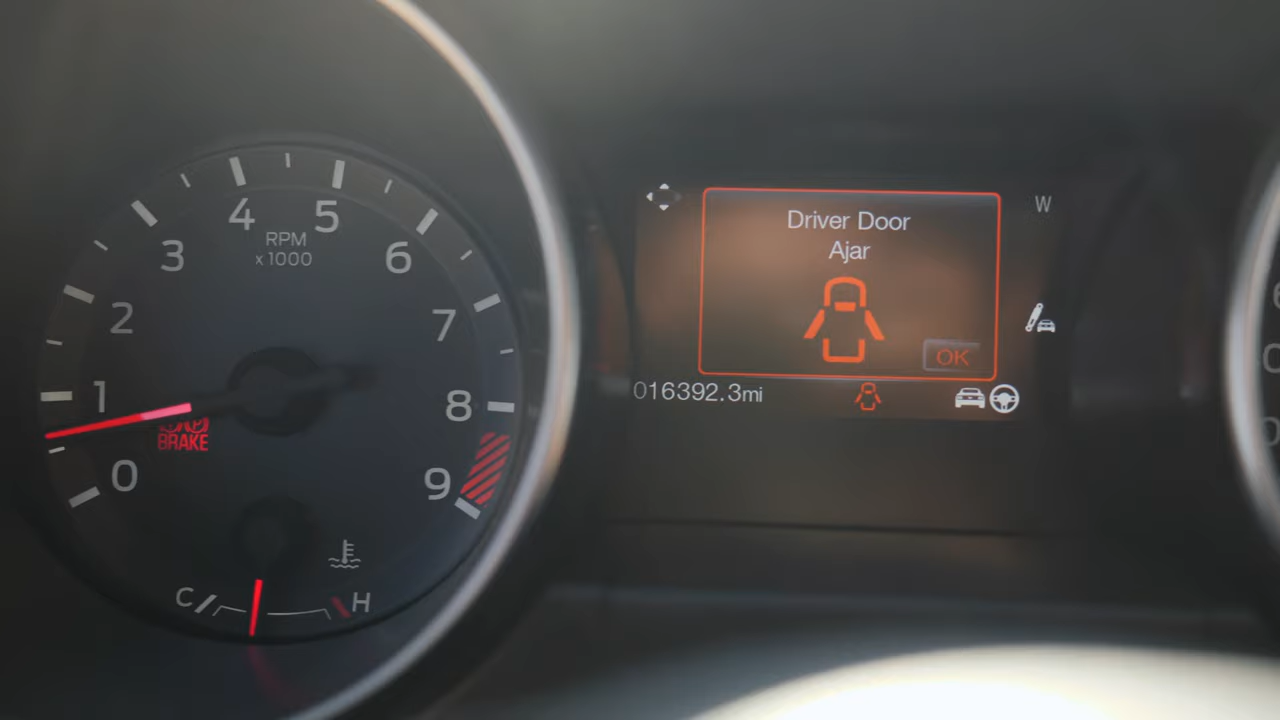 4
5
3
RPM
x1000
6
2
7
1
8
BRAKE
0
9
C
H
Driver Door
Ajar
OK
W
016392.3mi